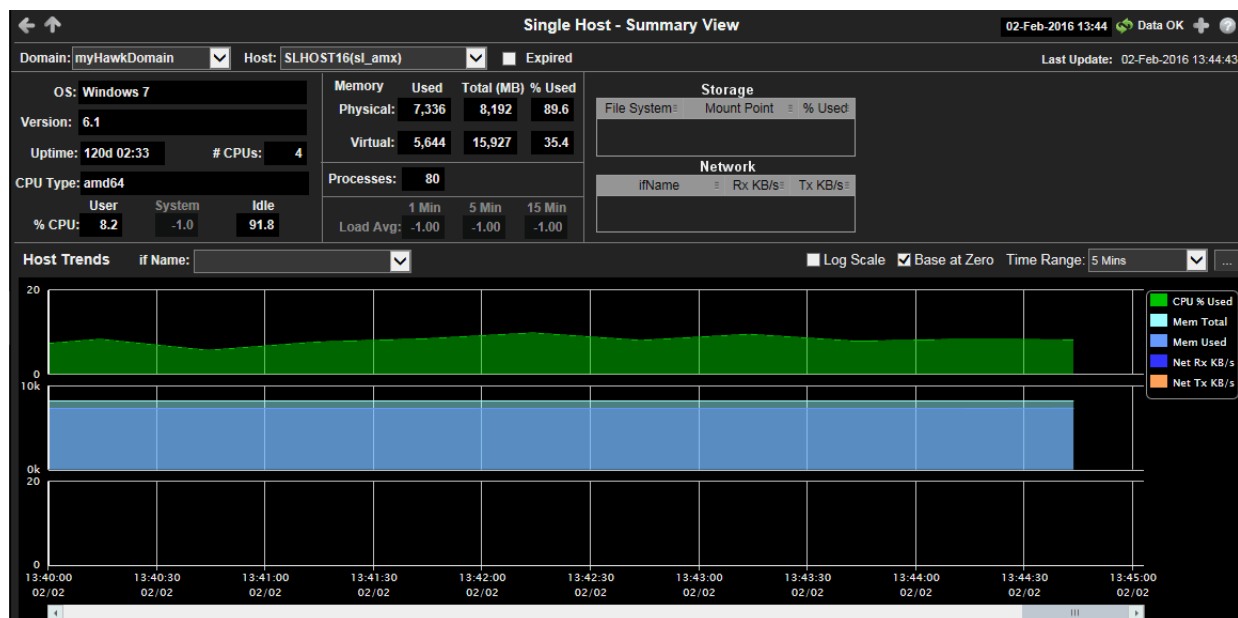 Single Host - Summary View
02-Feb-2016 13:44 Data OK
Domain: myHawkDomain Host: SLHOST16(sl_amx) Expired Last Update: 02-Feb-2016 13:44:43
OS: Windows 7
Version: 6.1
Uptime: 120d 02:33 # CPUs: 4
CPU Type: amd64
User System Idle
% CPU: 8.2 -1.0 91.8
Memory Used Total (MB) % Used
Physical: 7,336 8,192 89.6
Virtual: 5,644 15,927 35.4
Processes: 80
1 Min 5 Min 15 Min
Load Avg: -1.00 -1.00 -1.00
Storage
File System Mount Point % Used
Network
ifName Rx KB/s Tx KB/s
Host Trends if Name: Log Scale Base at Zero Time Range: 5 Mins ...
20
0
10k
0k
20
0
CPU % Used
Mem Total
Mem Used
Net Rx KB/s
Net Tx KB/s
13:40:00 13:40:30 13:41:00 13:41:30 13:42:00 13:42:30 13:43:00 13:43:30 13:44:00 13:44:30 13:45:00
02/02 02/02 02/02 02/02 02/02 02/02 02/02 02/02 02/02 02/02 02/02